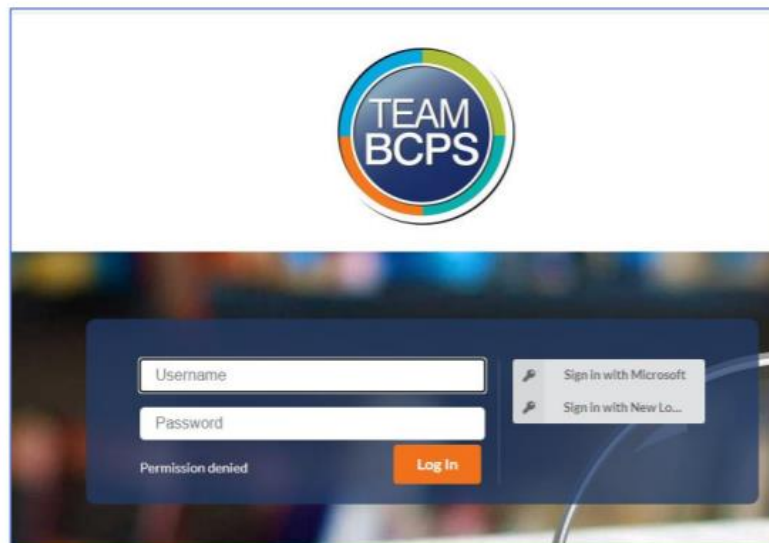 TEAM
BCPS
Username
Password
Permission denied
Log In
Sign in with Microsoft
Sign in with New Lo...